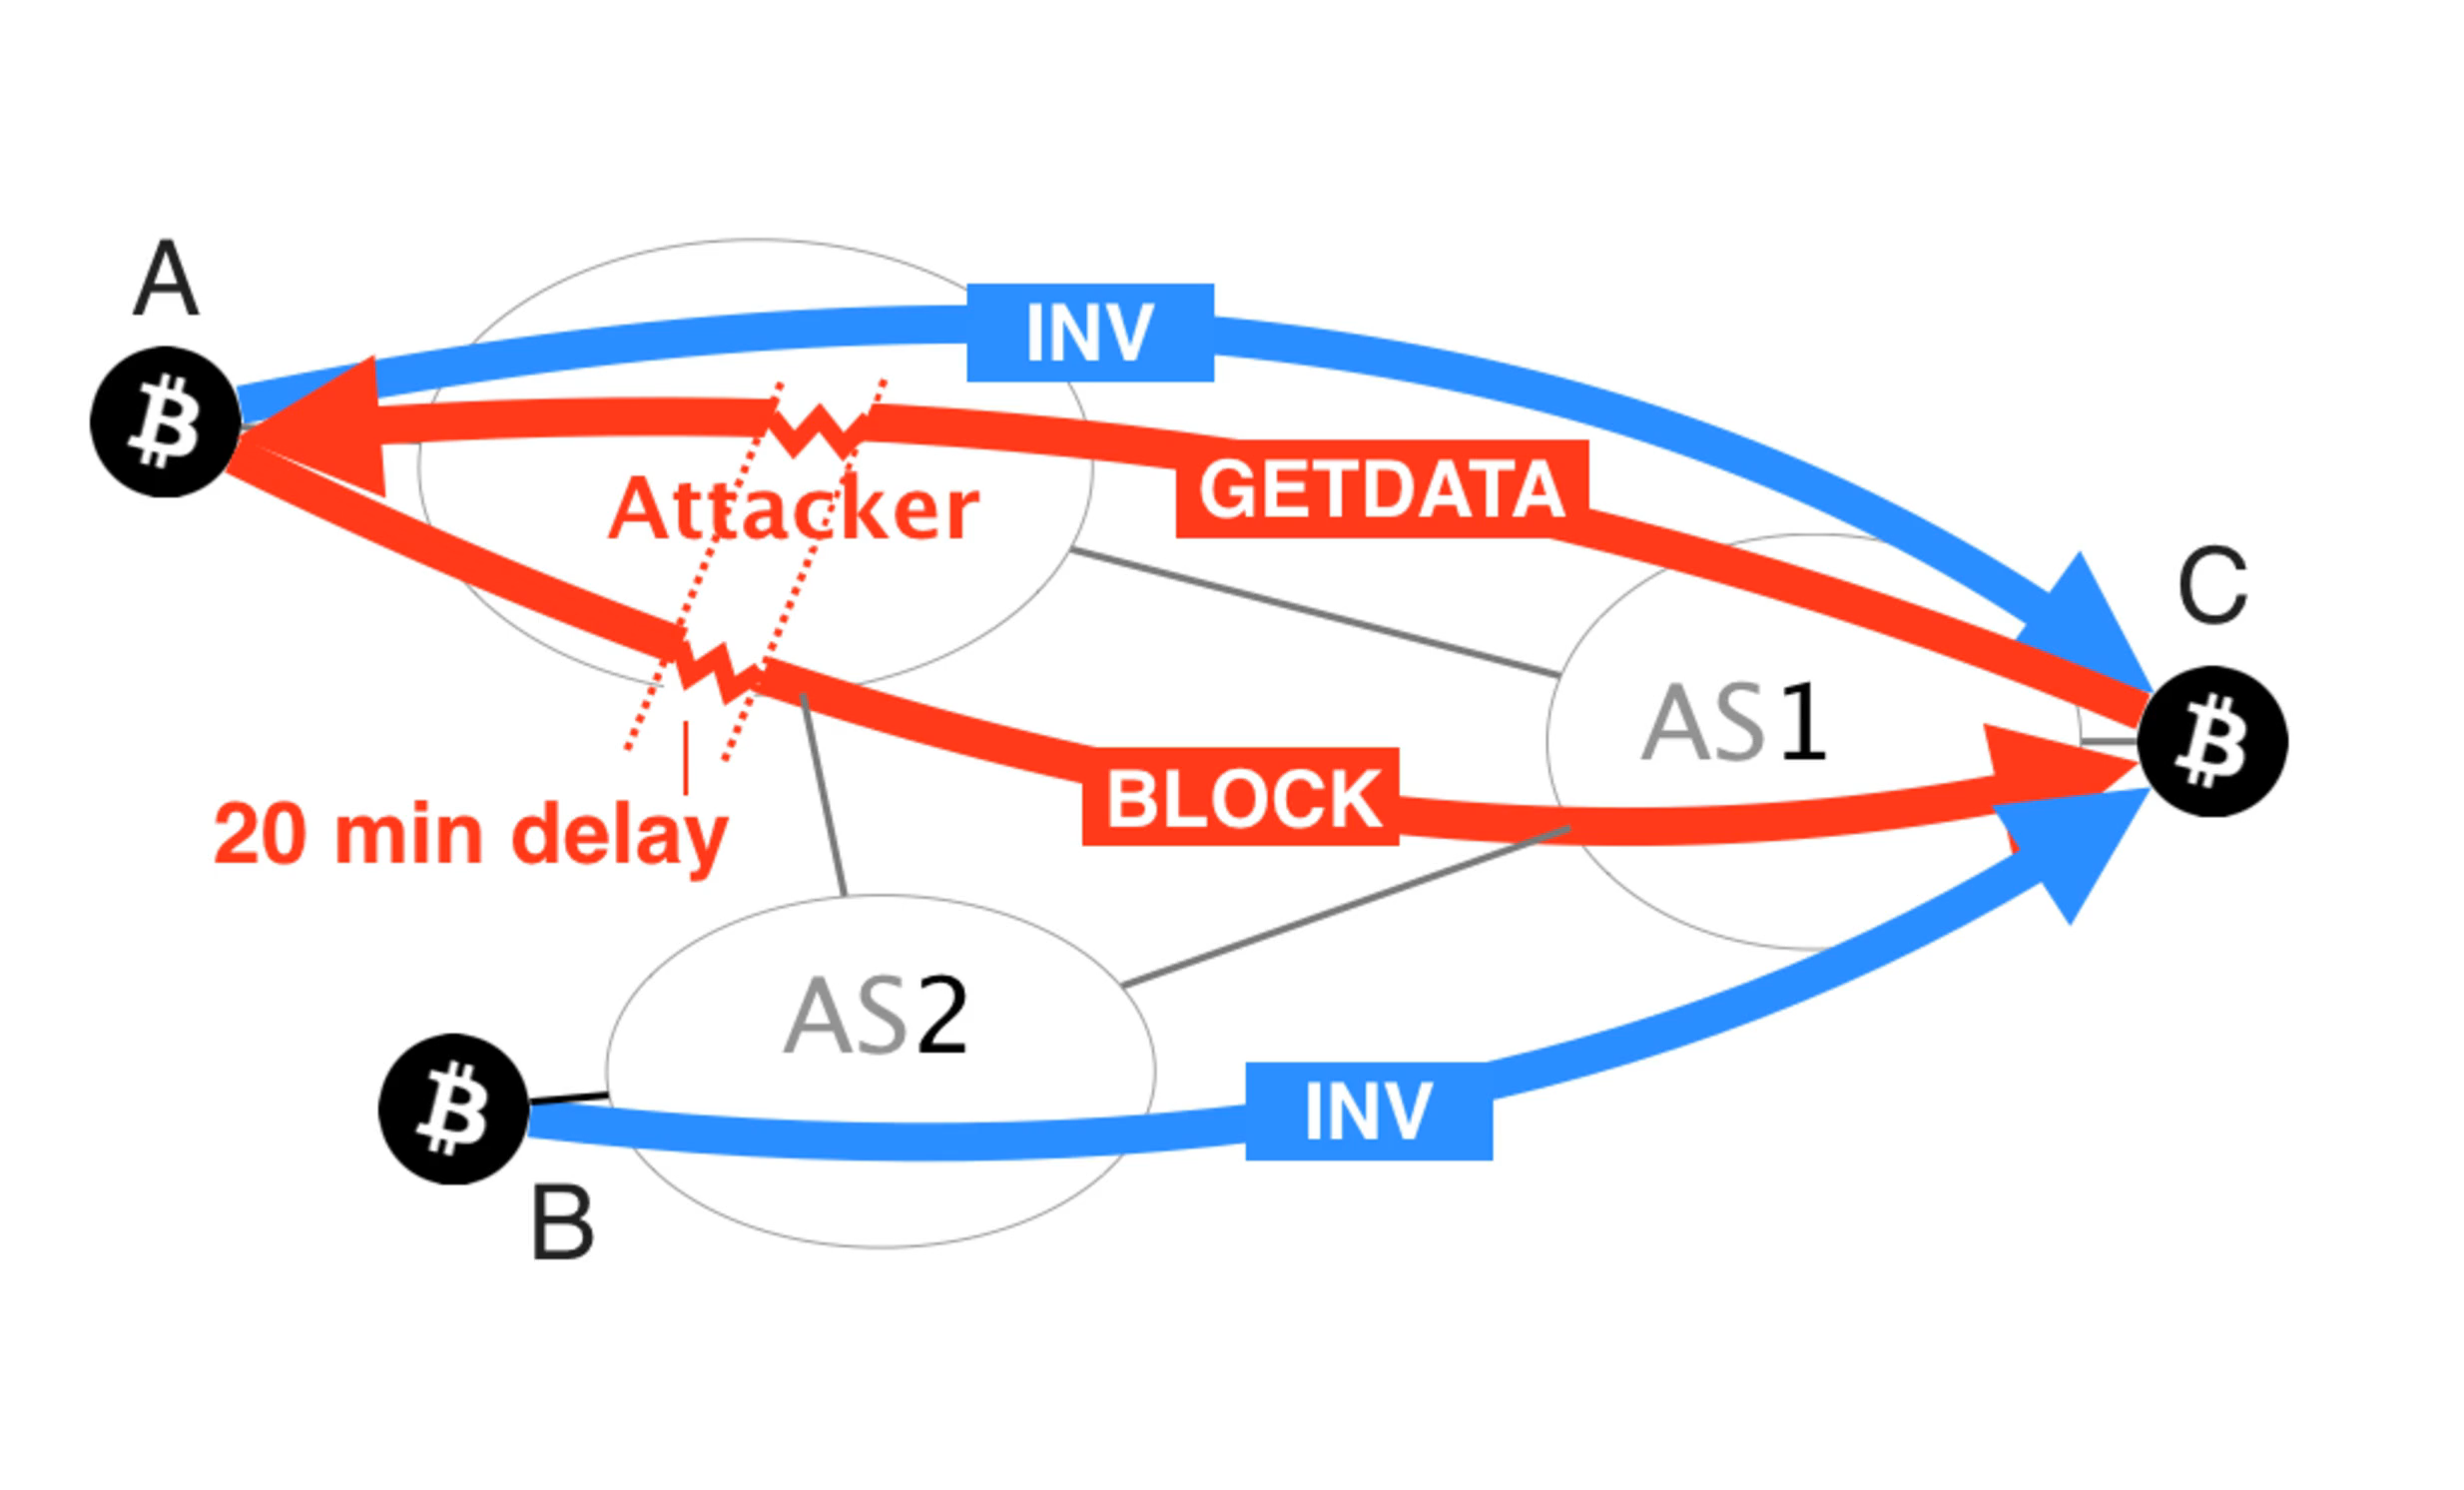 A
INV
GETDATA
Attacker
C
AS1
BLOCK
20 min delay
AS2
INV
B